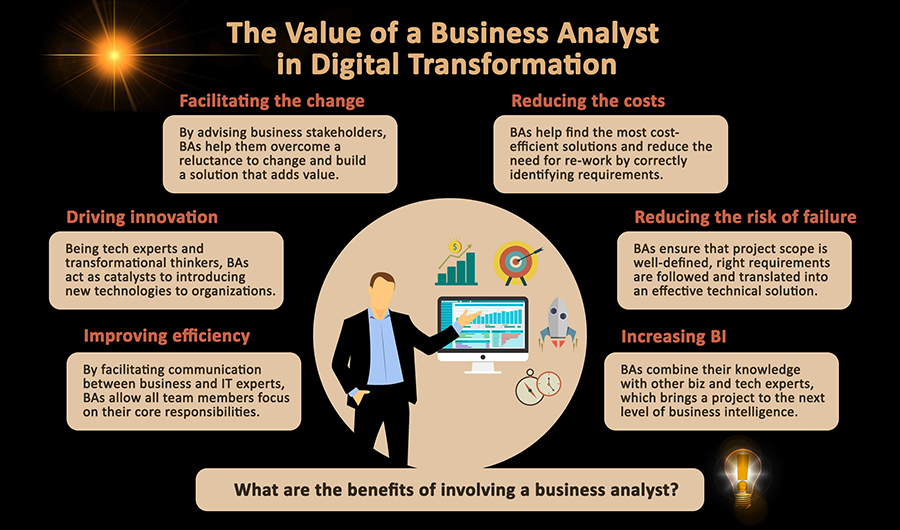 The Value of a Business Analyst
in Digital Transformation
Facilitating the change
By advising business stakeholders,
BAs help them overcome a
reluctance to change and build
a solution that adds value.
Reducing the costs
BAs help find the most cost-
efficient solutions and reduce the
need for re-work by correctly
identifying requirements.
Driving innovation
Being tech experts and
transformational thinkers, BAs
act as catalysts to introducing
new technologies to organizations.
Reducing the risk of failure
BAs ensure that project scope is
well-defined, right requirements
are followed and translated into
an effective technical solution.
Improving efficiency
By facilitating communication
between business and IT experts,
BAs allow all team members focus
on their core responsibilities.
Increasing BI
BAs combine their knowledge
with other biz and tech experts,
which brings a project to the next
level of business intelligence.
$
What are the benefits of involving a business analyst?